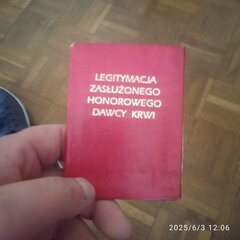 LEGITYMACJA
ZASŁUŻONEGO
HONOROWEGO
DAWCY KRWI
2025/6/3 12:06